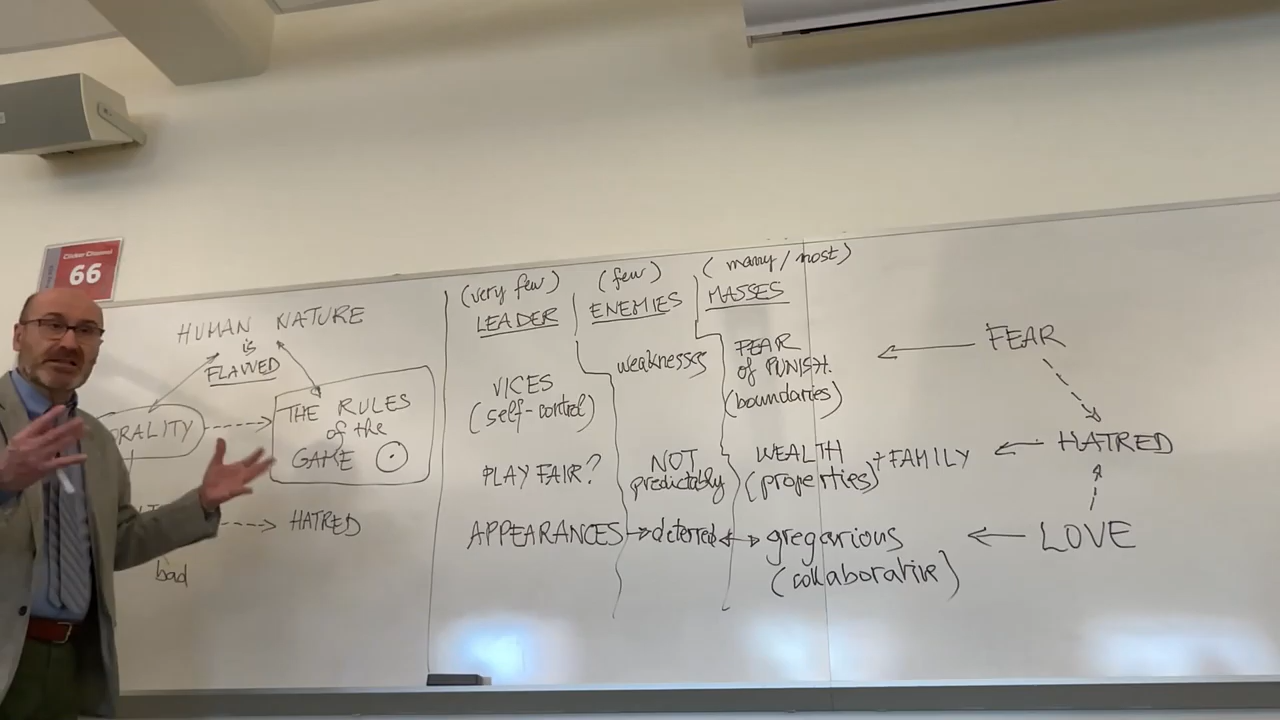 Clicker Channel
66
HUMAN NATURE
is
FLAWED
RALITY
THE RULES
of the
GAME
HATRED
bad
(very few)
LEADER
VICES
(self-control)
PLAY FAIR?
APPEARANCES
(few)
ENEMIES
weaknesses
NOT
predictably
deterred
(many/most)
MASSES
FEAR
of PUNISH.
(boundaries)
WEALTH + FAMILY
(properties)
gregarious
(collaborative)
FEAR
HATRED
LOVE